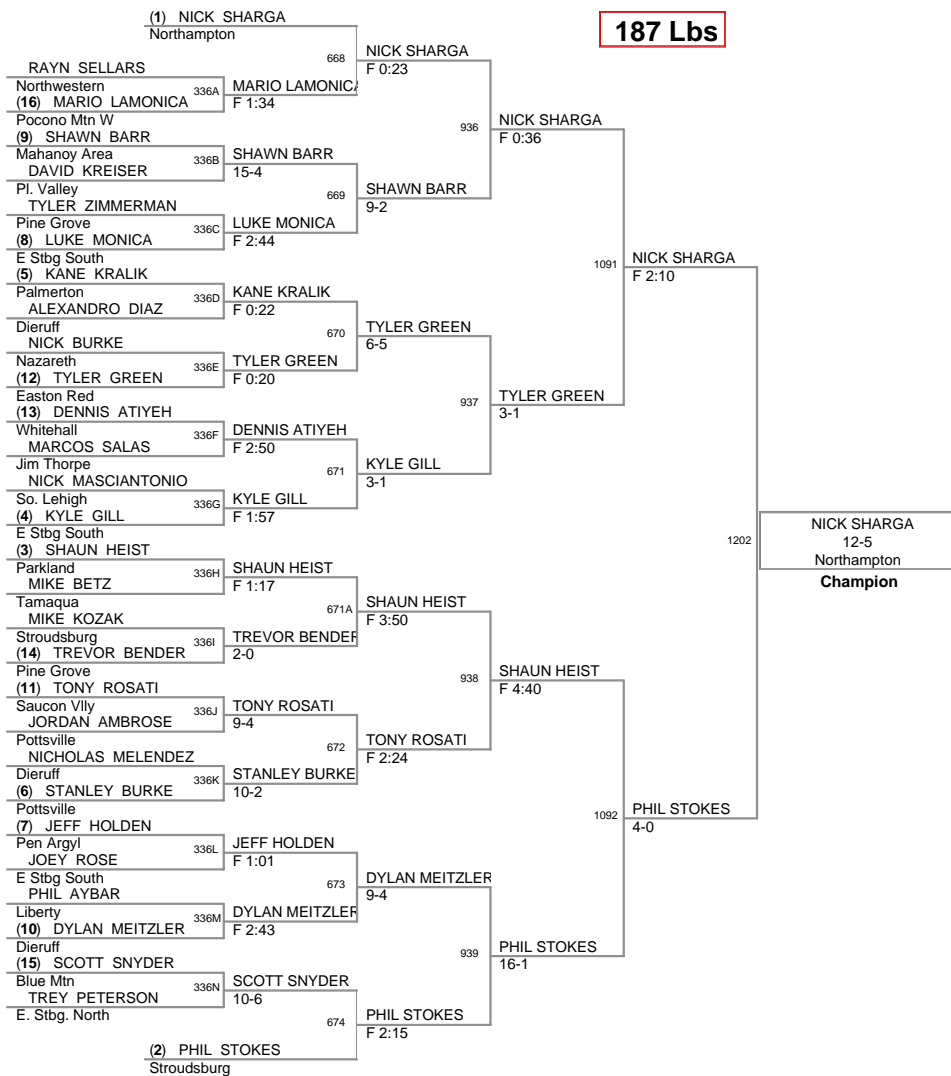 187 Lbs
(1) NICK SHARGA
Northampton
RAYN SELLARS
Northwestern
(16) MARIO LAMONICA
Pocono Mtn W
(9) SHAWN BARR
Mahanoy Area
DAVID KREISER
Pl. Valley
TYLER ZIMMERMAN
Pine Grove
(8) LUKE MONICA
E Stbg South
(5) KANE KRALIK
Palmerton
ALEXANDRO DIAZ
Dieruff
NICK BURKE
Nazareth
(12) TYLER GREEN
Easton Red
(13) DENNIS ATIYEH
Whitehall
MARCOS SALAS
Jim Thorpe
NICK MASCIANTONIO
So. Lehigh
(4) KYLE GILL
E Stbg South
(3) SHAUN HEIST
Parkland
MIKE BETZ
Tamaqua
MIKE KOZAK
Stroudsburg
(14) TREVOR BENDER
Pine Grove
(11) TONY ROSATI
Saucon Vlly
JORDAN AMBROSE
Pottsville
NICHOLAS MELENDEZ
Dieruff
(6) STANLEY BURKE
Pottsville
(7) JEFF HOLDEN
Pen Argyl
JOEY ROSE
E Stbg South
PHIL AYBAR
Liberty
(10) DYLAN MEITZLER
Dieruff
(15) SCOTT SNYDER
Blue Mtn
TREY PETERSON
E. Stbg. North
(2) PHIL STOKES
Stroudsburg
336A
336B
336C
336D
336E
336F
336G
336H
336I
336J
336K
336L
336M
336N
MARIO LAMONICA
F 1:34
SHAWN BARR
15-4
LUKE MONICA
F 2:44
KANE KRALIK
F 0:22
TYLER GREEN
F 0:20
DENNIS ATIYEH
F 2:50
KYLE GILL
F 1:57
SHAUN HEIST
F 1:17
TREVOR BENDER
2-0
TONY ROSATI
9-4
STANLEY BURKE
10-2
JEFF HOLDEN
F 1:01
DYLAN MEITZLER
F 2:43
SCOTT SNYDER
10-6
668
669
670
671
671A
672
673
674
NICK SHARGA
F 0:23
SHAWN BARR
9-2
TYLER GREEN
6-5
KYLE GILL
3-1
SHAUN HEIST
F 3:50
TONY ROSATI
F 2:24
DYLAN MEITZLER
9-4
PHIL STOKES
F 2:15
936
937
938
939
NICK SHARGA
F 0:36
TYLER GREEN
3-1
SHAUN HEIST
F 4:40
PHIL STOKES
16-1
1091
1092
NICK SHARGA
F 2:10
PHIL STOKES
4-0
1202
NICK SHARGA
12-5
Northampton
Champion